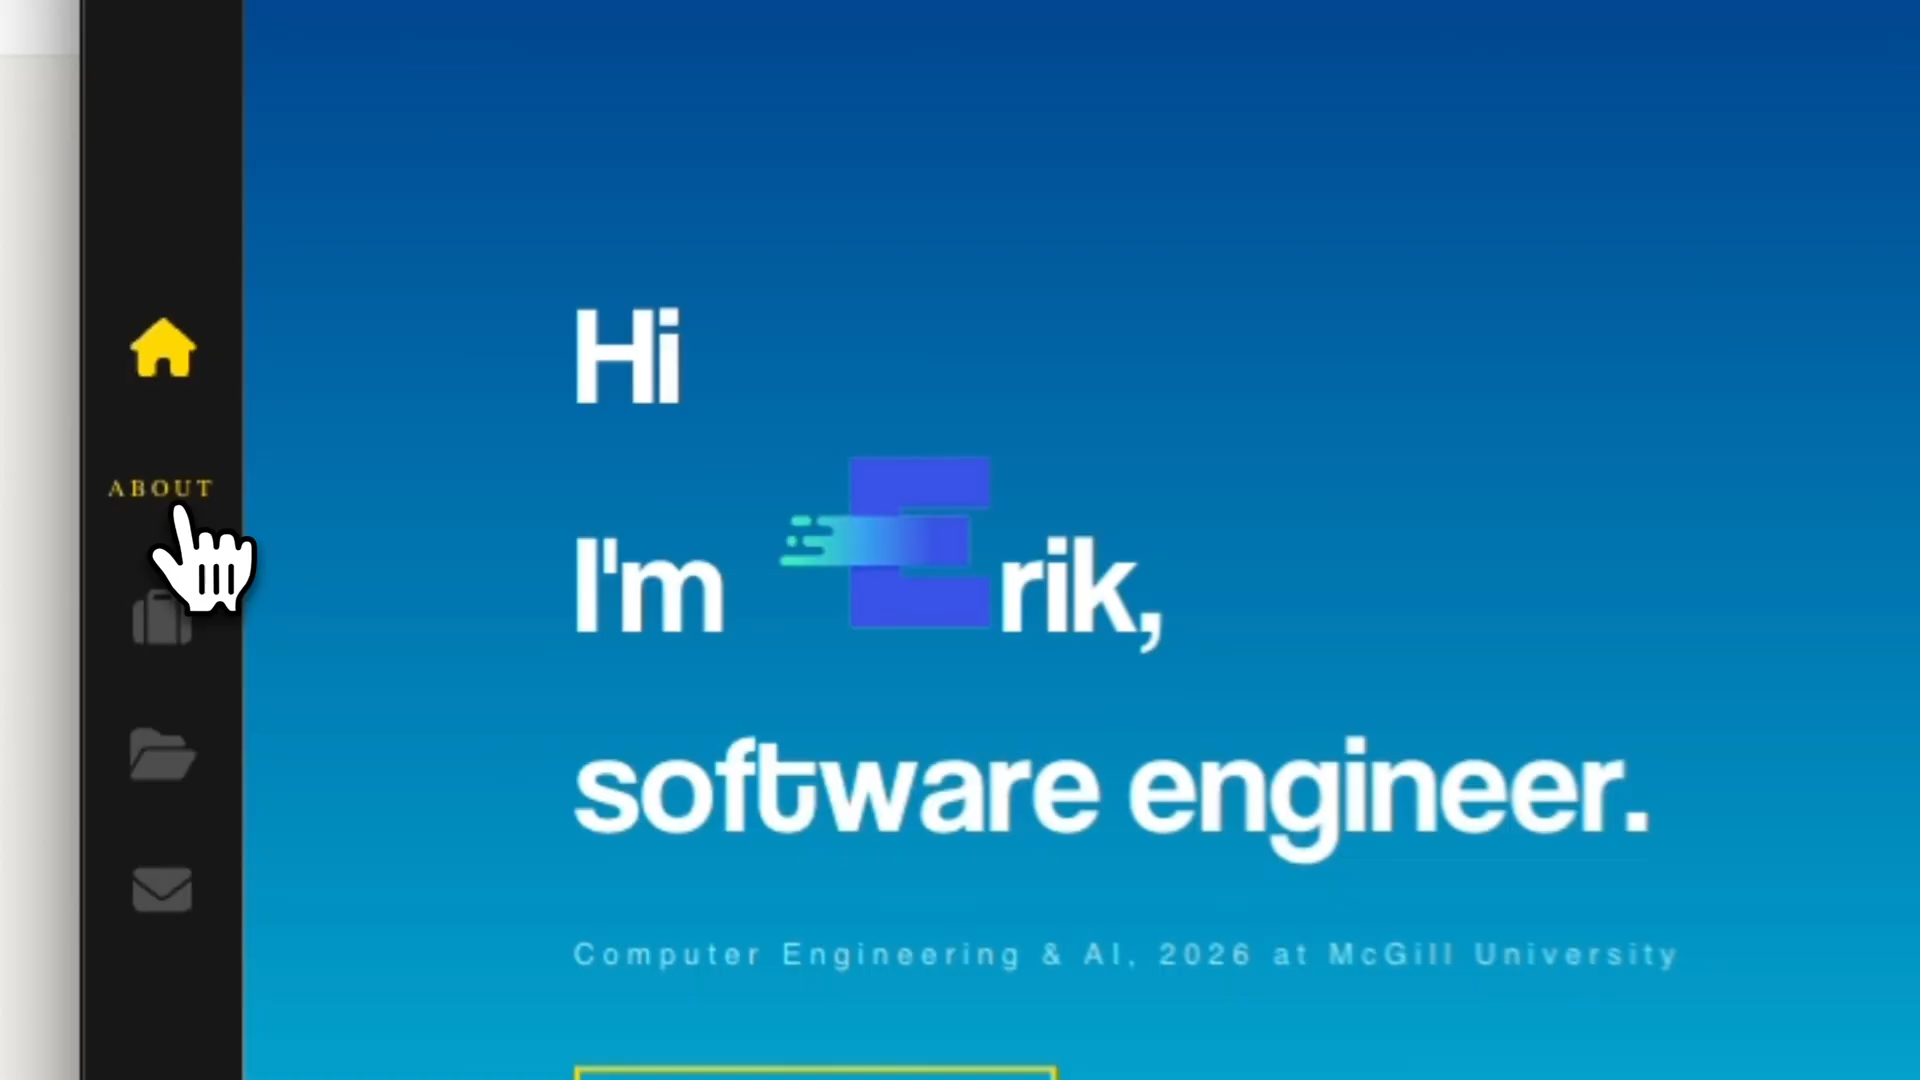 Hi
ABOUT
I'm Erik,
software engineer.
Computer Engineering & AI, 2026 at McGill University